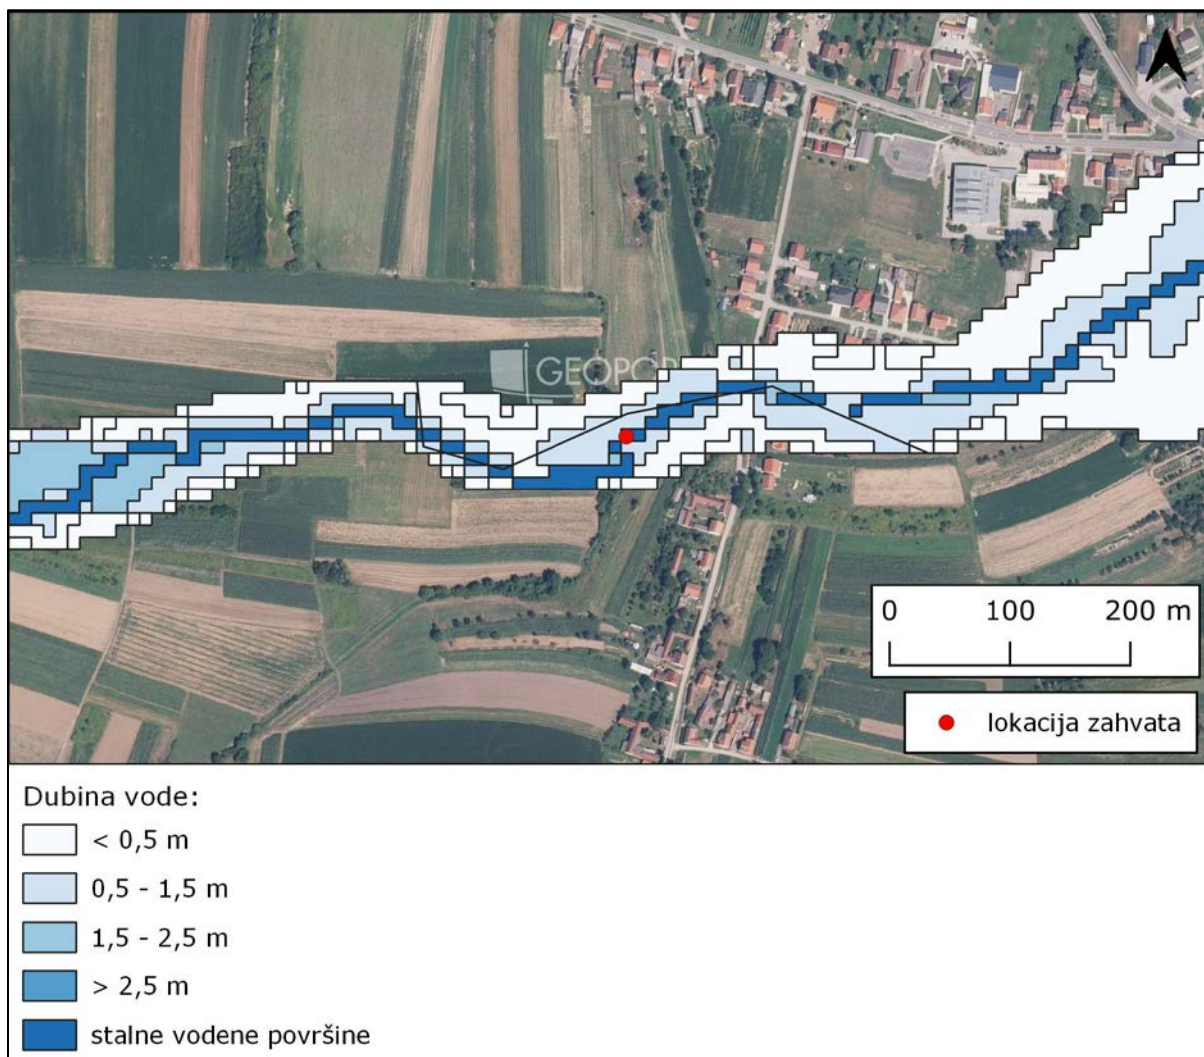 GEOPOR
0 100 200 m
lokacija zahvata
Dubina vode:
< 0,5 m
0,5 - 1,5 m
1,5 - 2,5 m
> 2,5 m
stalne vodene površine